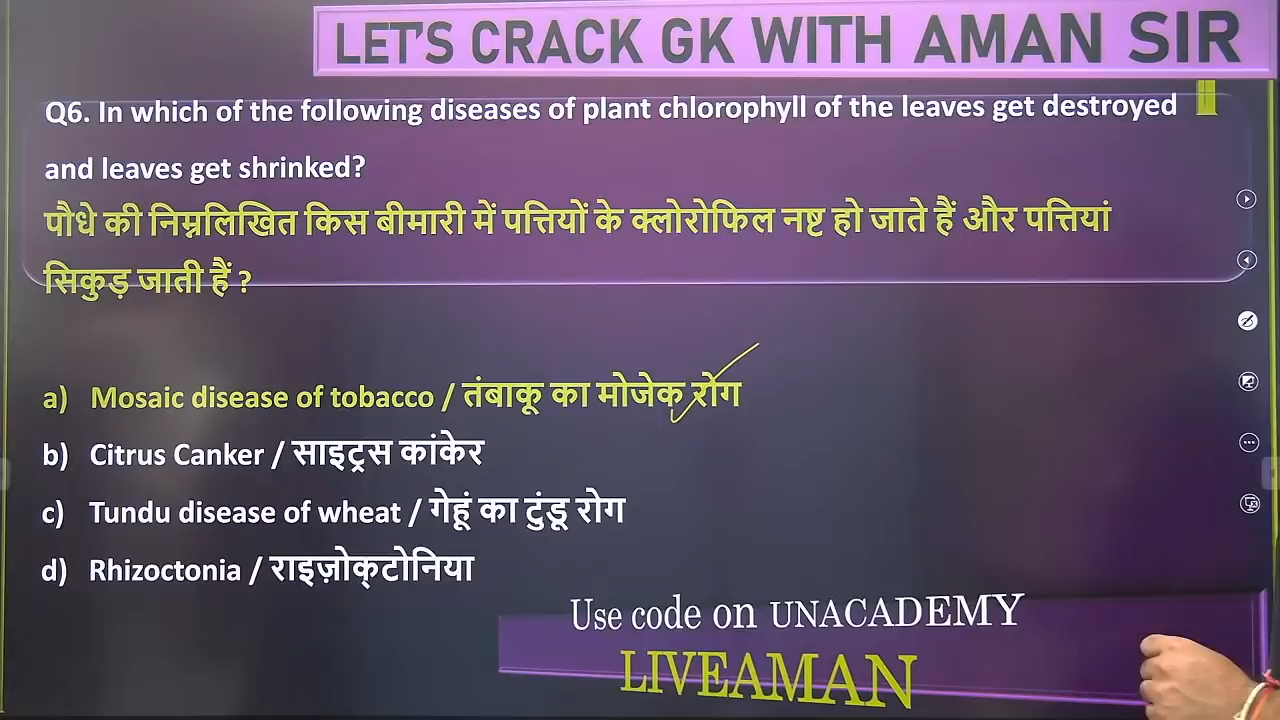 LET'S CRACK GK WITH AMAN SIR
Q6. In which of the following diseases of plant chlorophyll of the leaves get destroyed
and leaves get shrinked?
पौधे की निम्नलिखित किस बीमारी में पत्तियों के क्लोरोफिल नष्ट हो जाते हैं और पत्तियां
सिकुड़ जाती हैं ?
a) Mosaic disease of tobacco / तंबाकू का मोजेक रोग
b) Citrus Canker / साइट्रस कांकेर
c) Tundu disease of wheat / गेहूं का टुंडू रोग
d) Rhizoctonia / राइज़ोक्टोनिया
Use code on UNACADEMY
LIVEAMAN